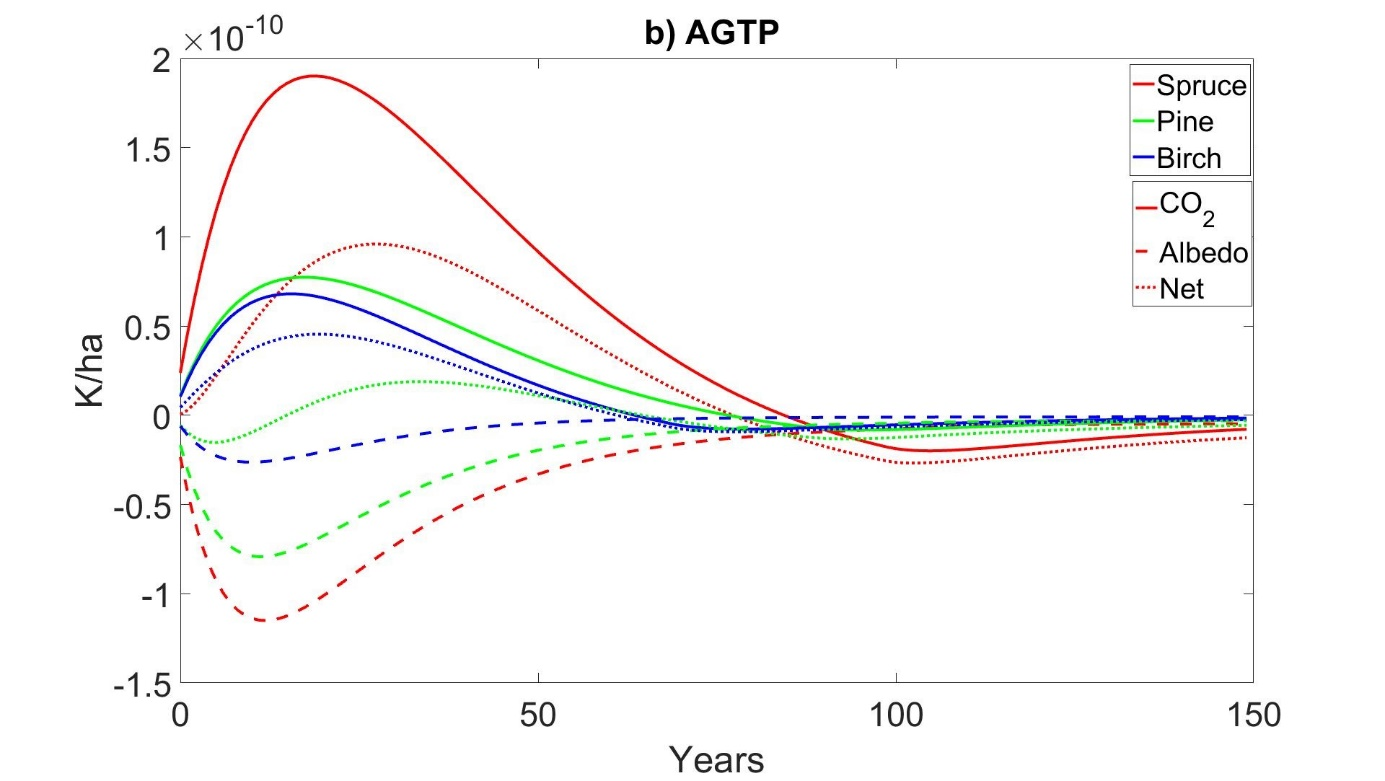 ×10⁻¹⁰
b) AGTP
2
1.5
1
0.5
0
-0.5
-1
-1.5
K/ha
0 50 100 150
Years
Spruce
Pine
Birch
CO₂
Albedo
Net